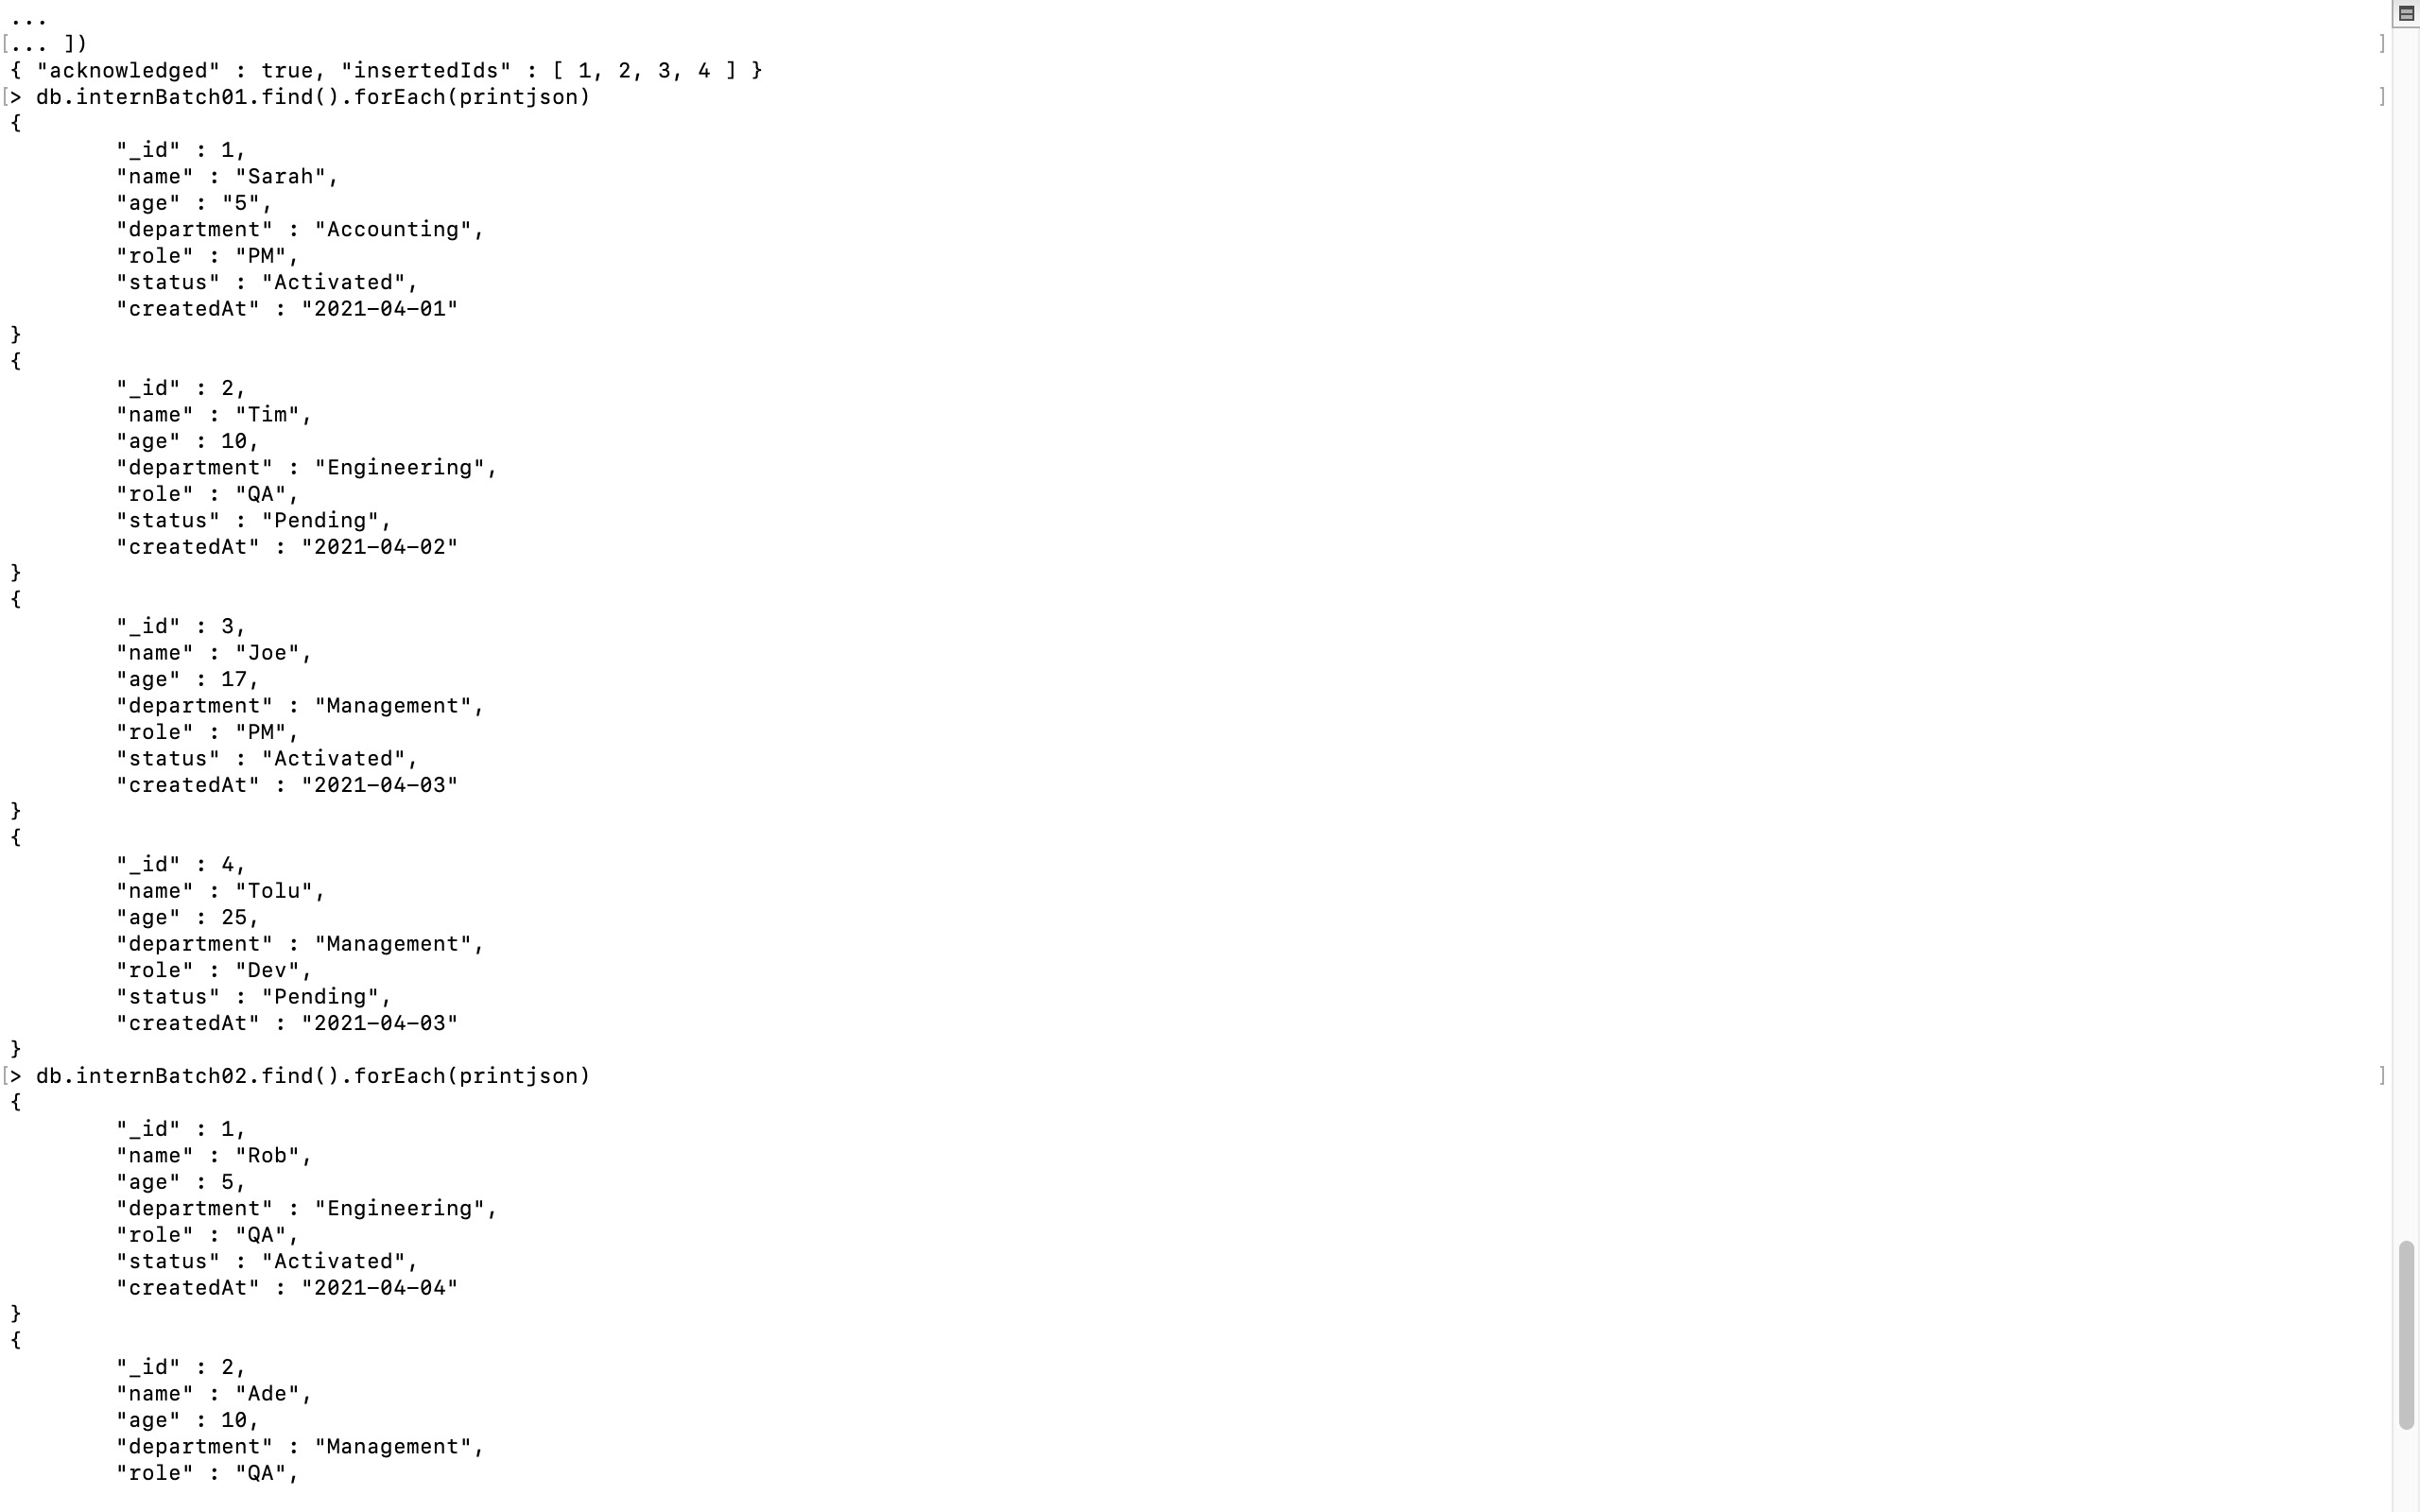 ...
[... ]) ]
{ "acknowledged" : true, "insertedIds" : [ 1, 2, 3, 4 ] }
[> db.internBatch01.find().forEach(printjson) ]
{
"_id" : 1,
"name" : "Sarah",
"age" : "5",
"department" : "Accounting",
"role" : "PM",
"status" : "Activated",
"createdAt" : "2021-04-01"
}
{
"_id" : 2,
"name" : "Tim",
"age" : 10,
"department" : "Engineering",
"role" : "QA",
"status" : "Pending",
"createdAt" : "2021-04-02"
}
{
"_id" : 3,
"name" : "Joe",
"age" : 17,
"department" : "Management",
"role" : "PM",
"status" : "Activated",
"createdAt" : "2021-04-03"
}
{
"_id" : 4,
"name" : "Tolu",
"age" : 25,
"department" : "Management",
"role" : "Dev",
"status" : "Pending",
"createdAt" : "2021-04-03"
}
[> db.internBatch02.find().forEach(printjson) ]
{
"_id" : 1,
"name" : "Rob",
"age" : 5,
"department" : "Engineering",
"role" : "QA",
"status" : "Activated",
"createdAt" : "2021-04-04"
}
{
"_id" : 2,
"name" : "Ade",
"age" : 10,
"department" : "Management",
"role" : "QA",